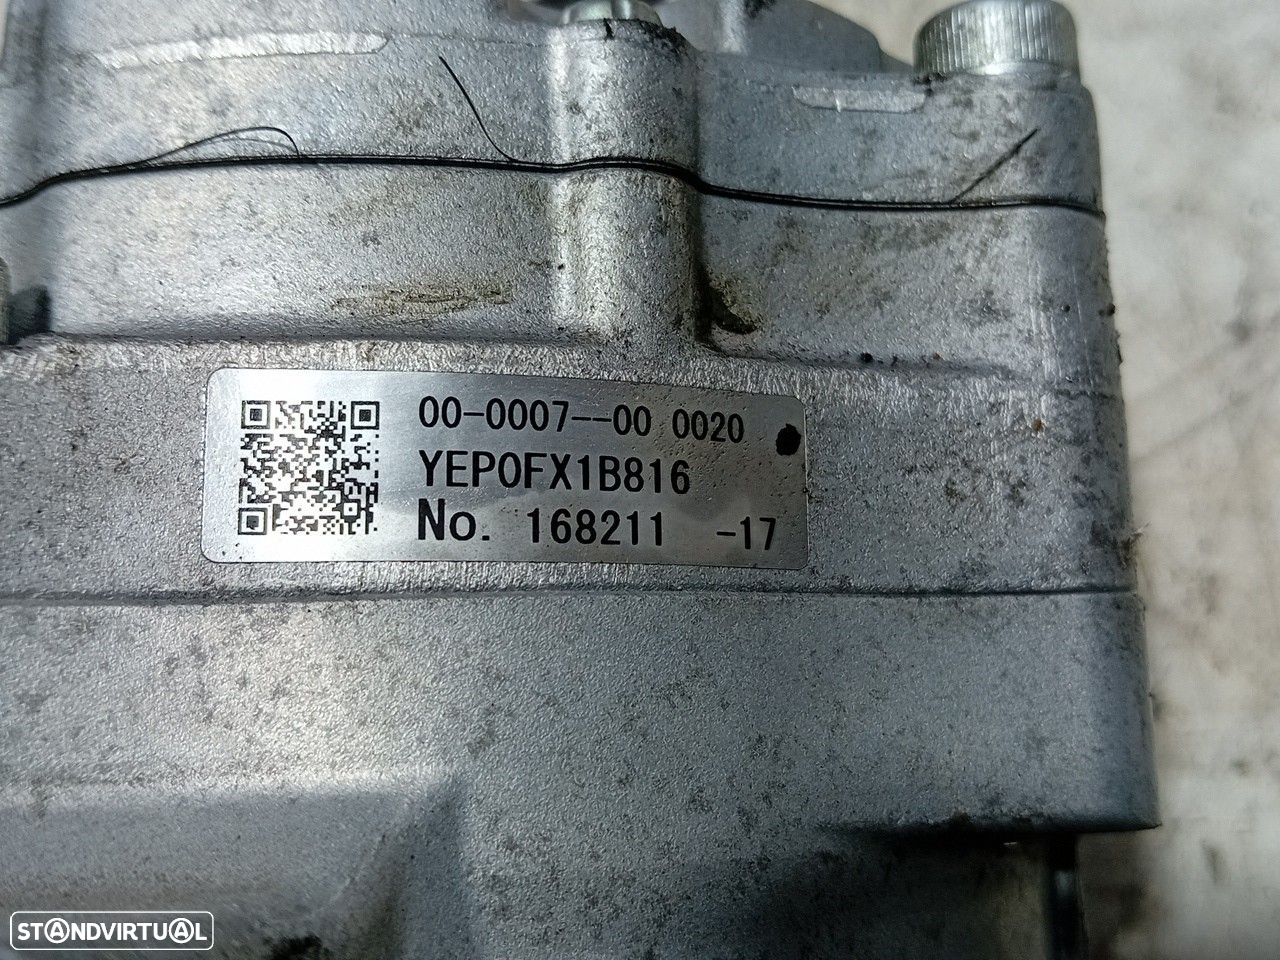 00-0007--00 0020
YEP0FX1B816
No. 168211 -17
STANDVIRTUAL